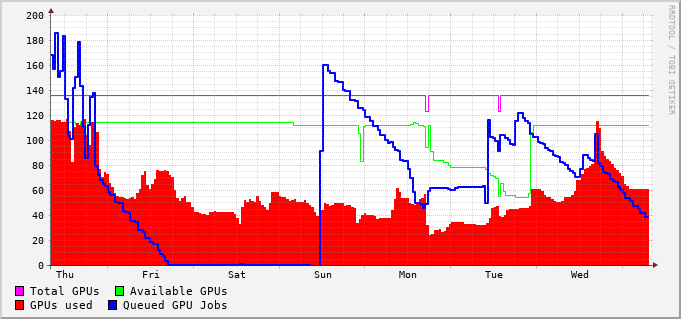 200
180
160
140
120
100
80
60
40
20
0
Thu Fri Sat Sun Mon Tue Wed
Total GPUs Available GPUs
GPUs used Queued GPU Jobs
RRDTOOL / TOBI OETIKER